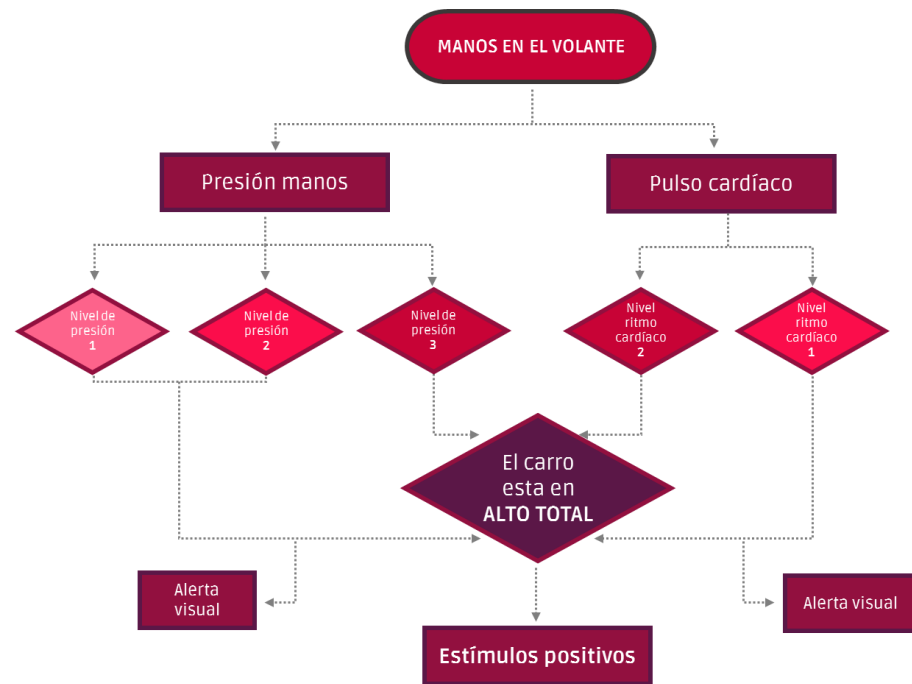 MANOS EN EL VOLANTE
Presión manos
Pulso cardíaco
Nivel de
presión
1
Nivel de
presión
2
Nivel de
presión
3
Nivel
ritmo
cardíaco
2
Nivel
ritmo
cardíaco
1
El carro
esta en
ALTO TOTAL
Alerta
visual
Alerta visual
Estímulos positivos